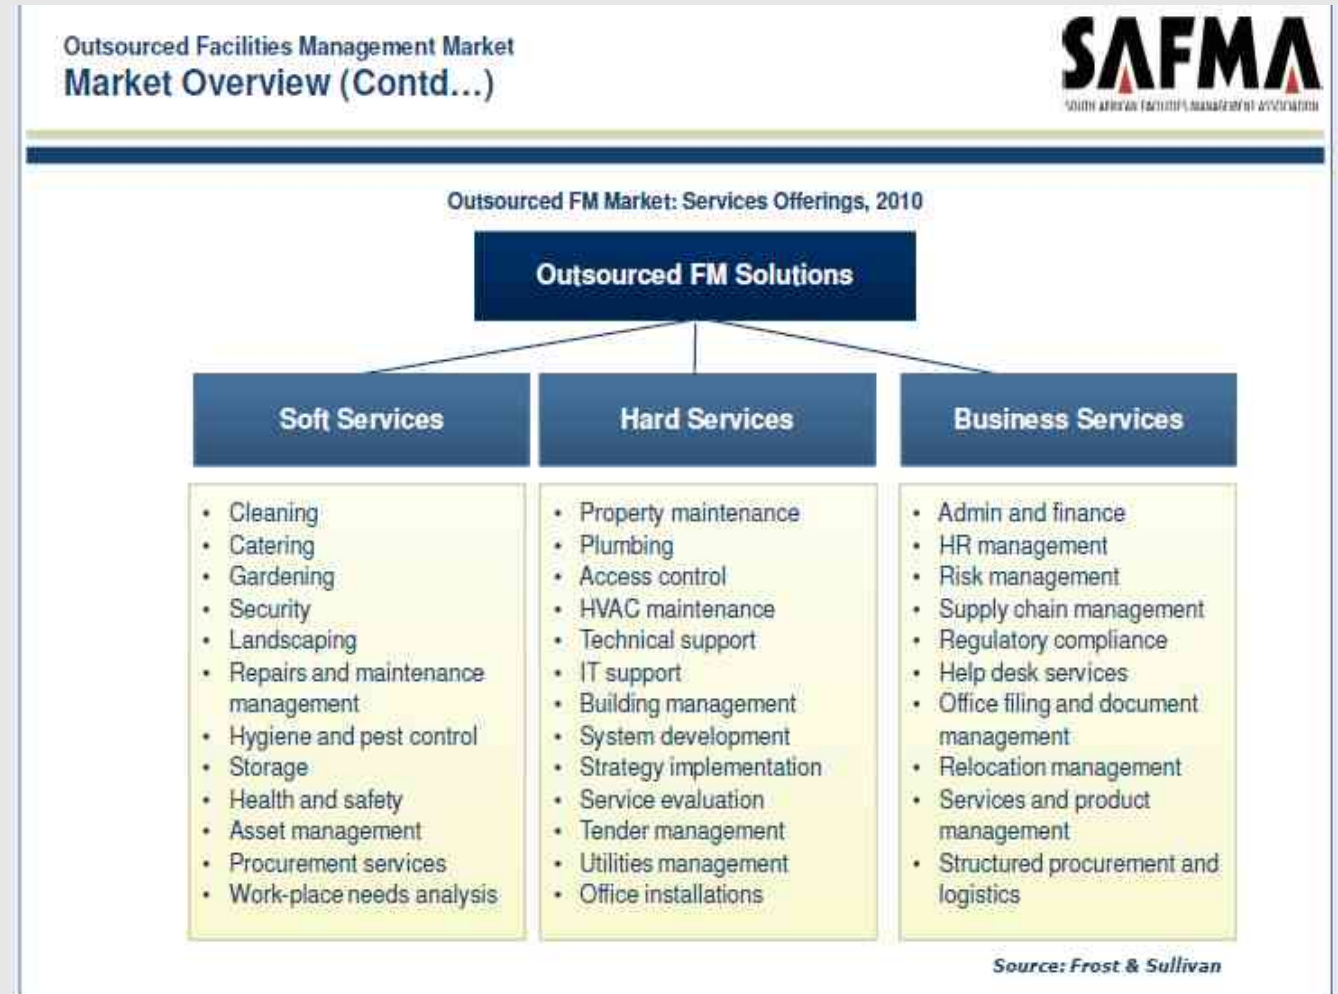 Outsourced Facilities Management Market
Market Overview (Contd...)
SAFMA
SOUTH AFRICAN FACILITIES MANAGEMENT ASSOCIATION
Outsourced FM Market: Services Offerings, 2010
Outsourced FM Solutions
Soft Services
• Cleaning
• Catering
• Gardening
• Security
• Landscaping
• Repairs and maintenance
management
• Hygiene and pest control
• Storage
• Health and safety
• Asset management
• Procurement services
• Work-place needs analysis
Hard Services
• Property maintenance
• Plumbing
• Access control
• HVAC maintenance
• Technical support
• IT support
• Building management
• System development
• Strategy implementation
• Service evaluation
• Tender management
• Utilities management
• Office installations
Business Services
• Admin and finance
• HR management
• Risk management
• Supply chain management
• Regulatory compliance
• Help desk services
• Office filing and document
management
• Relocation management
• Services and product
management
• Structured procurement and
logistics
Source: Frost & Sullivan